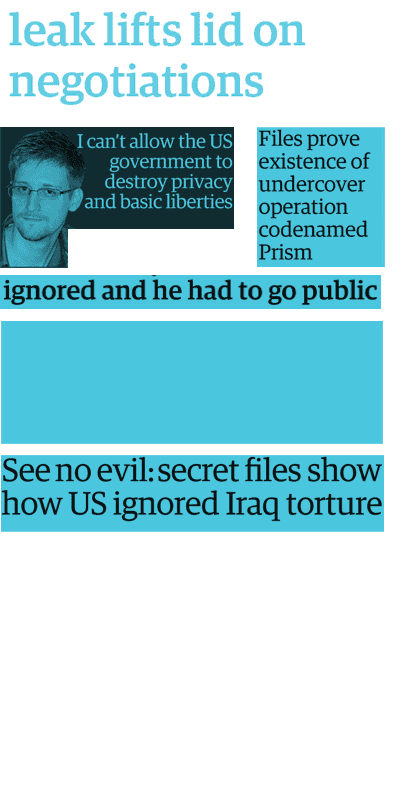 leak lifts lid on
negotiations
I can’t allow the US
government to
destroy privacy
and basic liberties
Files prove
existence of
undercover
operation
codenamed
Prism
ignored and he had to go public
See no evil: secret files show
how US ignored Iraq torture